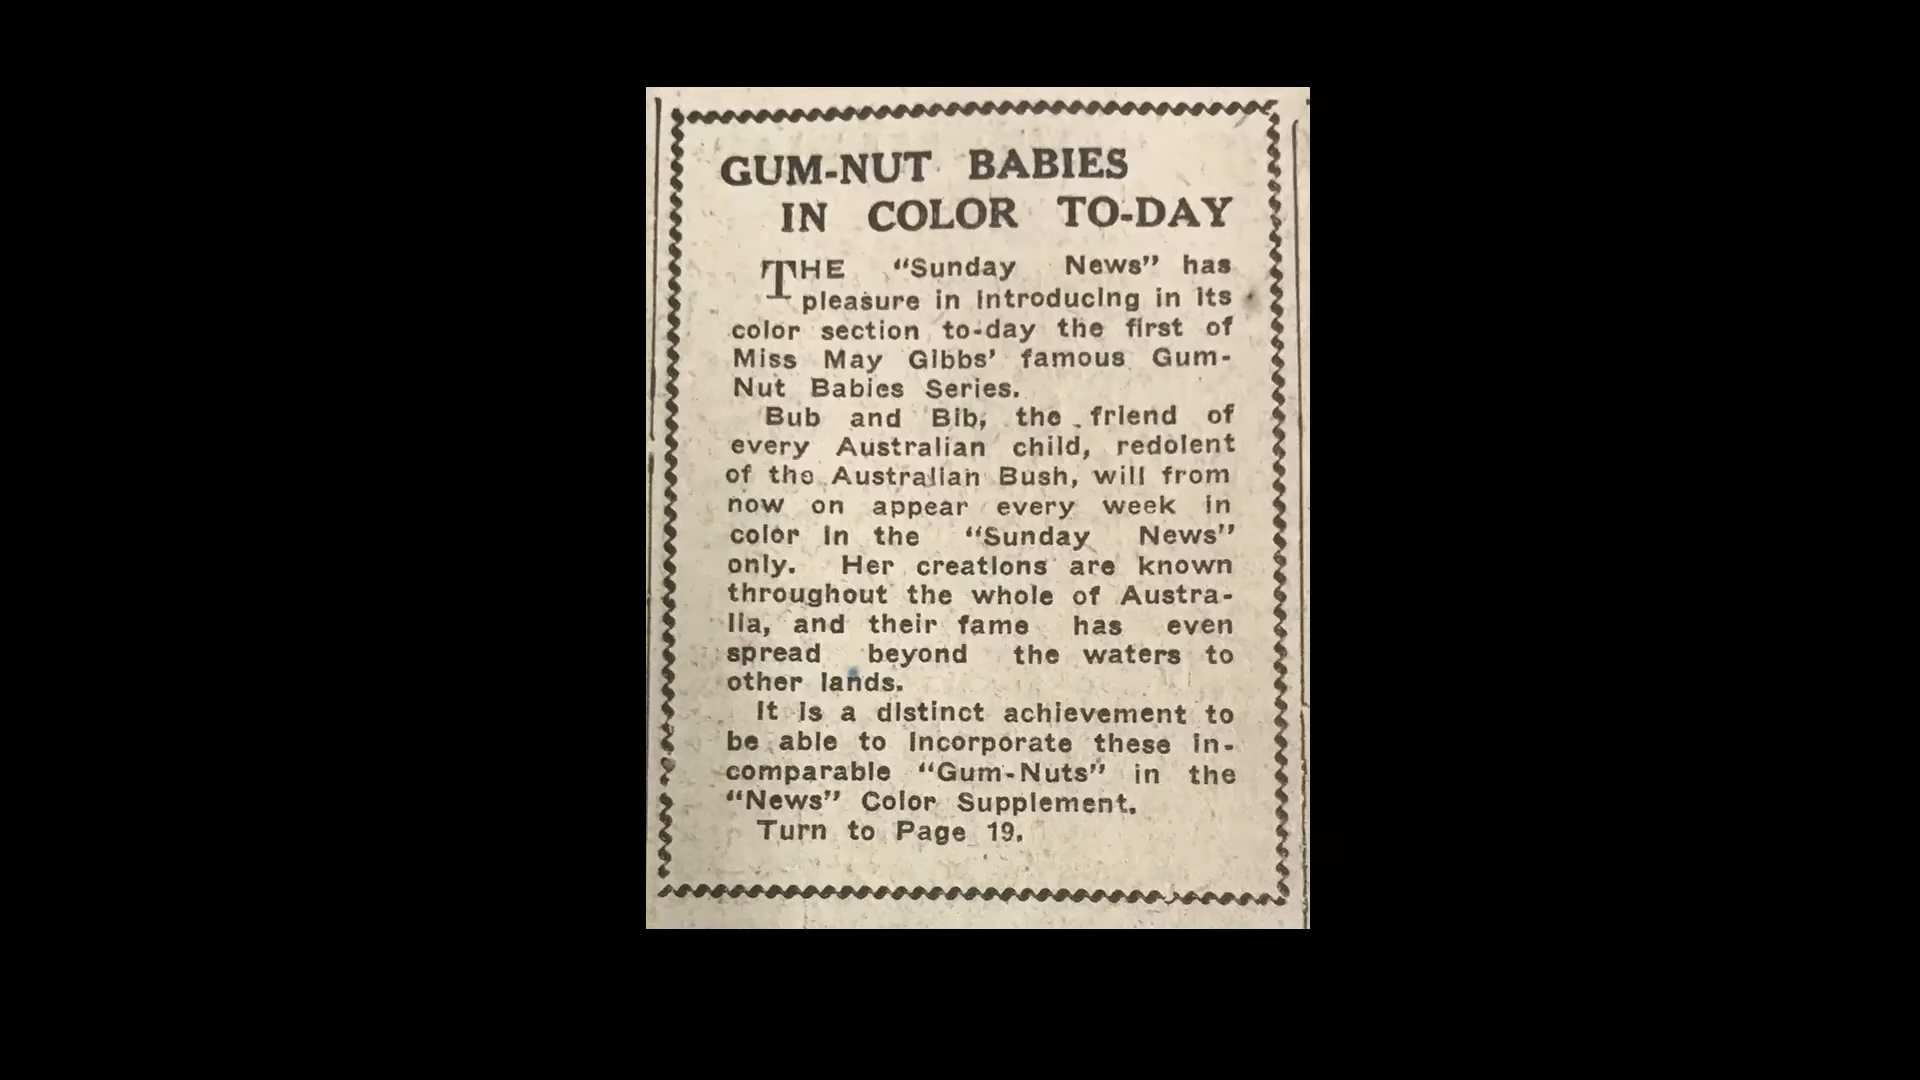 GUM-NUT BABIES
IN COLOR TO-DAY
THE "Sunday News" has
pleasure in introducing in its
color section to-day the first of
Miss May Gibbs' famous Gum-
Nut Babies Series.
Bub and Bib, the friend of
every Australian child, redolent
of the Australian Bush, will from
now on appear every week in
color in the "Sunday News"
only. Her creations are known
throughout the whole of Austra-
lia, and their fame has even
spread beyond the waters to
other lands.
It is a distinct achievement to
be able to incorporate these in-
comparable "Gum-Nuts" in the
"News" Color Supplement.
Turn to Page 19.